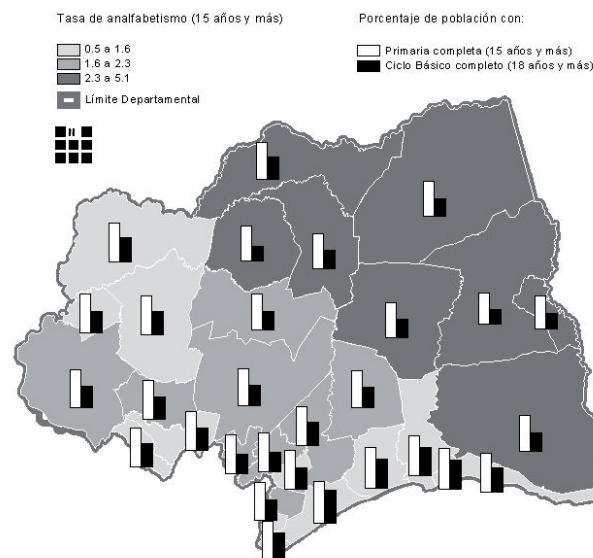 Tasa de analfabetismo (15 años y más)
0.5 a 1.6
1.6 a 2.3
2.3 a 5.1
Límite Departamental
Porcentaje de población con:
Primaria completa (15 años y más)
Ciclo Básico completo (18 años y más)